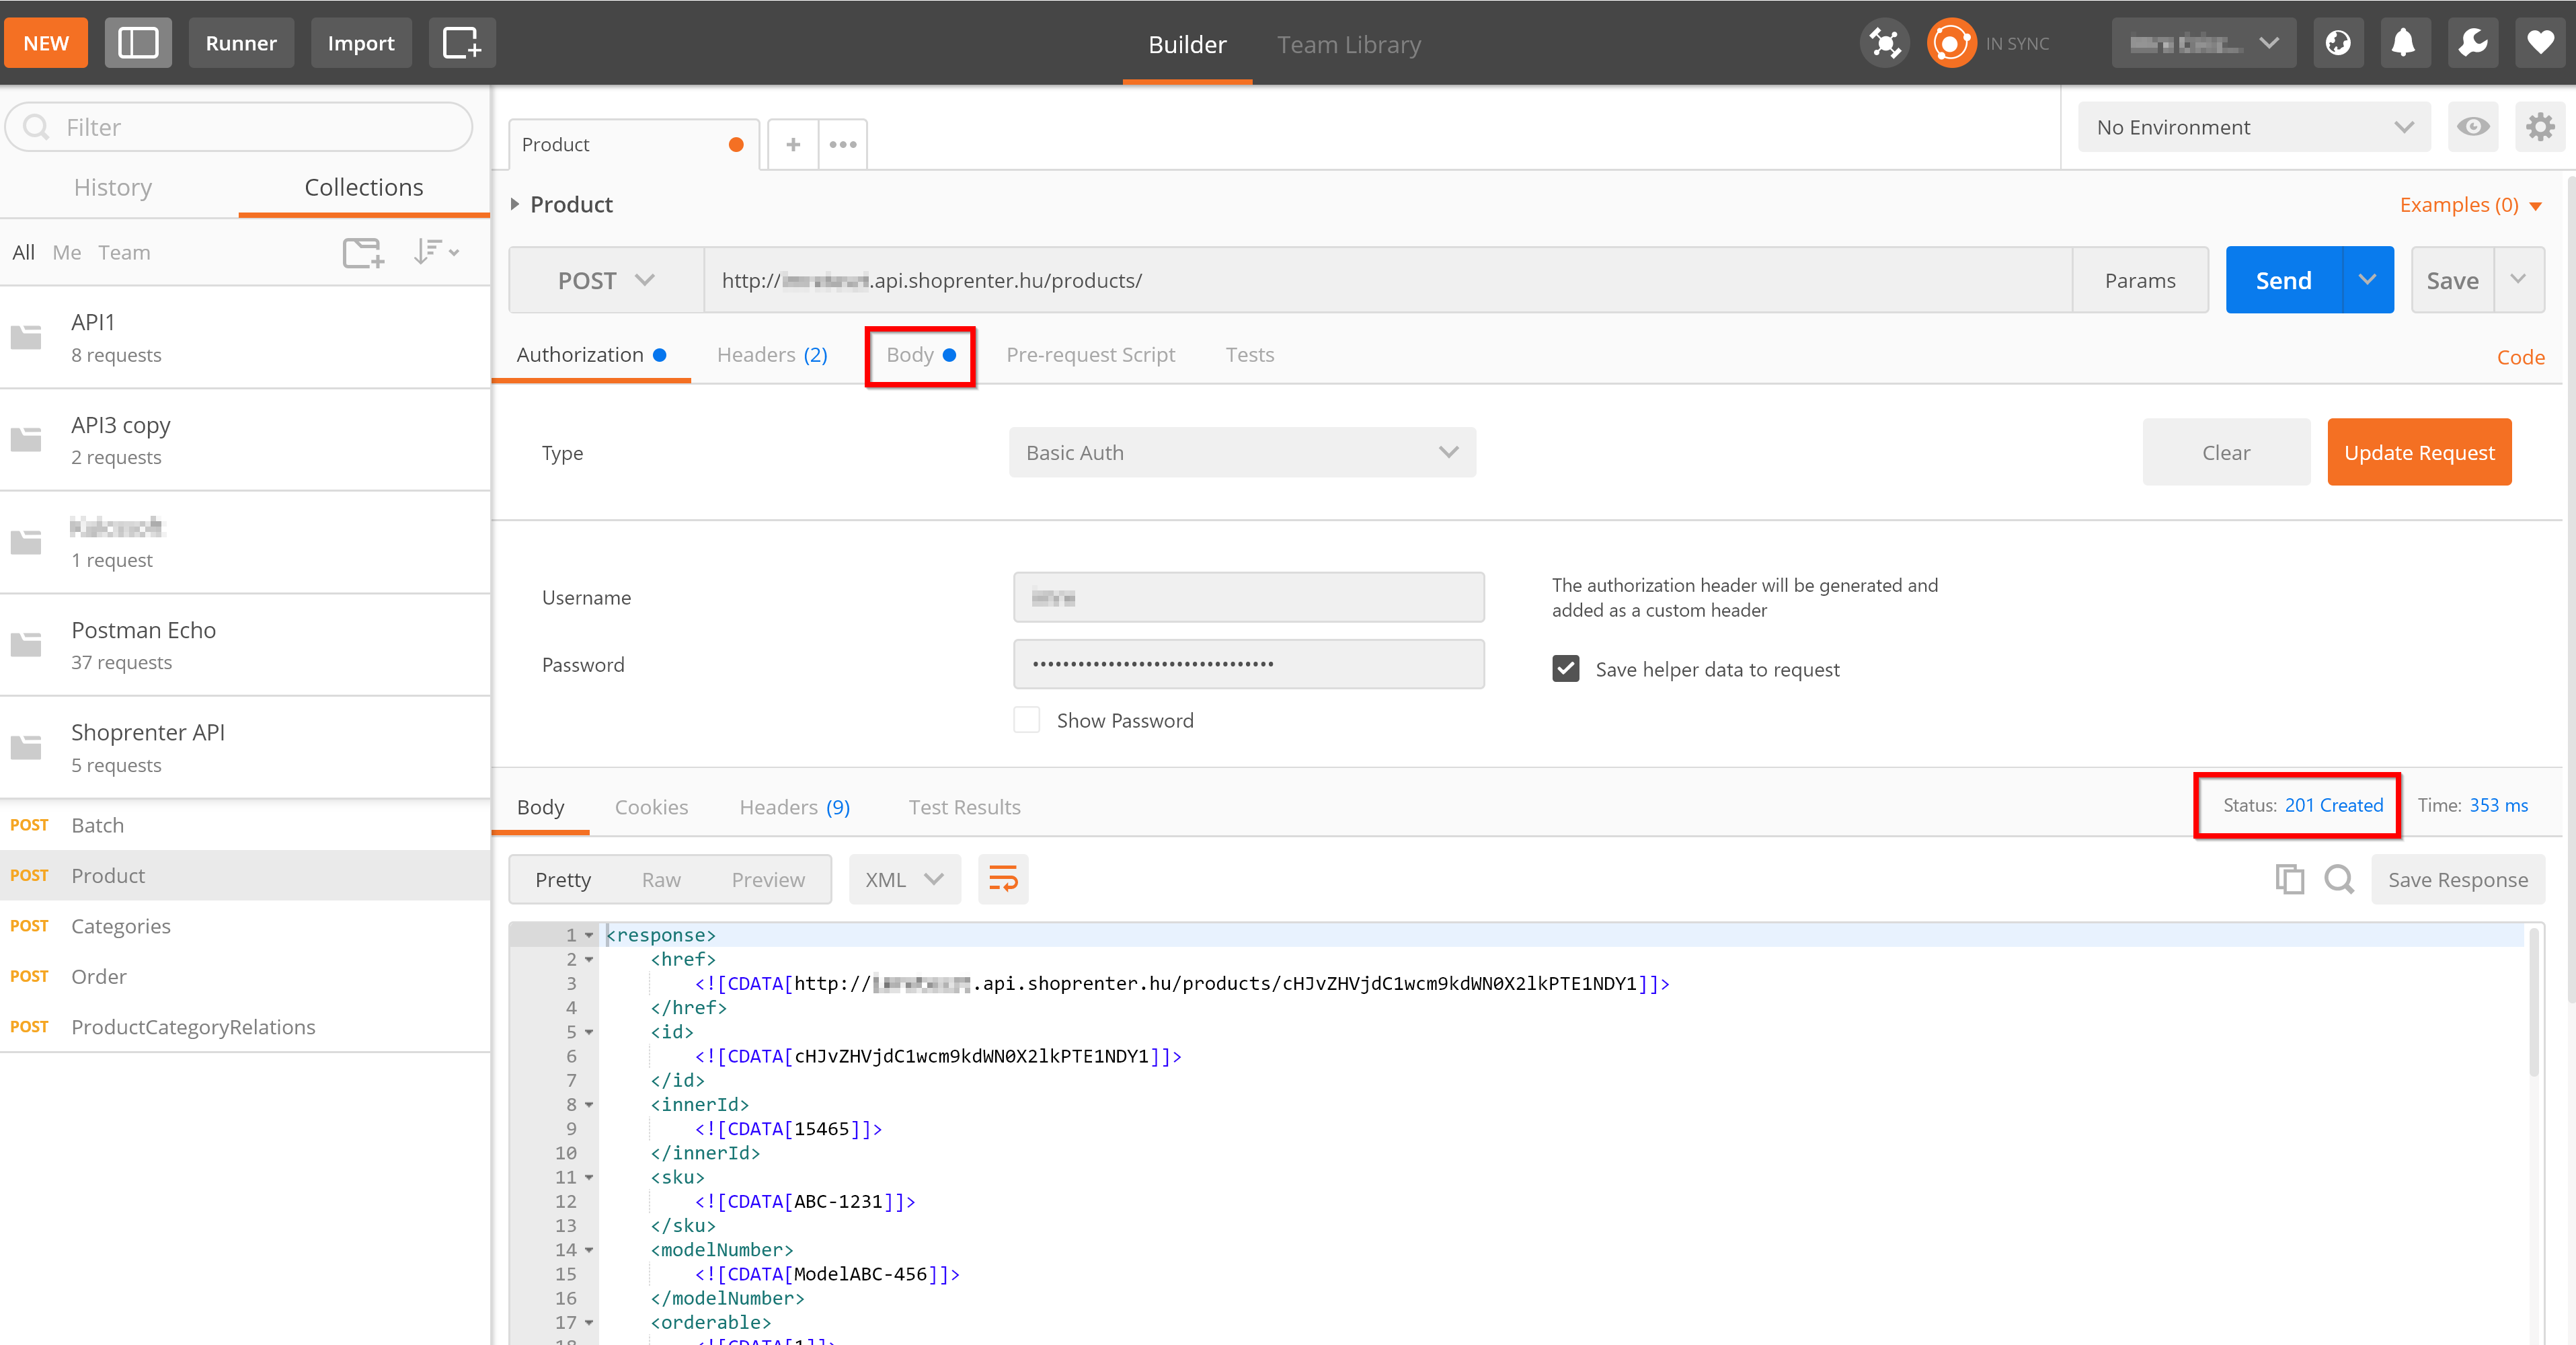 NEW
Runner
Import
Builder
Team Library
IN SYNC
Filter
History
Collections
All Me Team
API1
8 requests
API3 copy
2 requests
1 request
Postman Echo
37 requests
Shoprenter API
5 requests
POST Batch
POST Product
POST Categories
POST Order
POST ProductCategoryRelations
Product
No Environment
Product
Examples (0)
POST
http://
.api.shoprenter.hu/products/
Params
Send
Save
Authorization
Headers (2)
Body
Pre-request Script
Tests
Code
Type
Basic Auth
Clear
Update Request
Username
The authorization header will be generated and
added as a custom header
Password
•••••••••••••••••••••••••••••••
Save helper data to request
Show Password
Body
Cookies
Headers (9)
Test Results
Status: 201 Created
Time: 353 ms
Pretty
Raw
Preview
XML
Save Response
1 <response>
2 <href>
3 <![CDATA[http://
.api.shoprenter.hu/products/cHJvZHVjdC1wcm9kdWN0X2lkPTE1NDY1]]>
4 </href>
5 <id>
6 <![CDATA[cHJvZHVjdC1wcm9kdWN0X2lkPTE1NDY1]]>
7 </id>
8 <innerId>
9 <![CDATA[15465]]>
10 </innerId>
11 <sku>
12 <![CDATA[ABC-1231]]>
13 </sku>
14 <modelNumber>
15 <![CDATA[ModelABC-456]]>
16 </modelNumber>
17 <orderable>
18 <![CDATA[1]]>